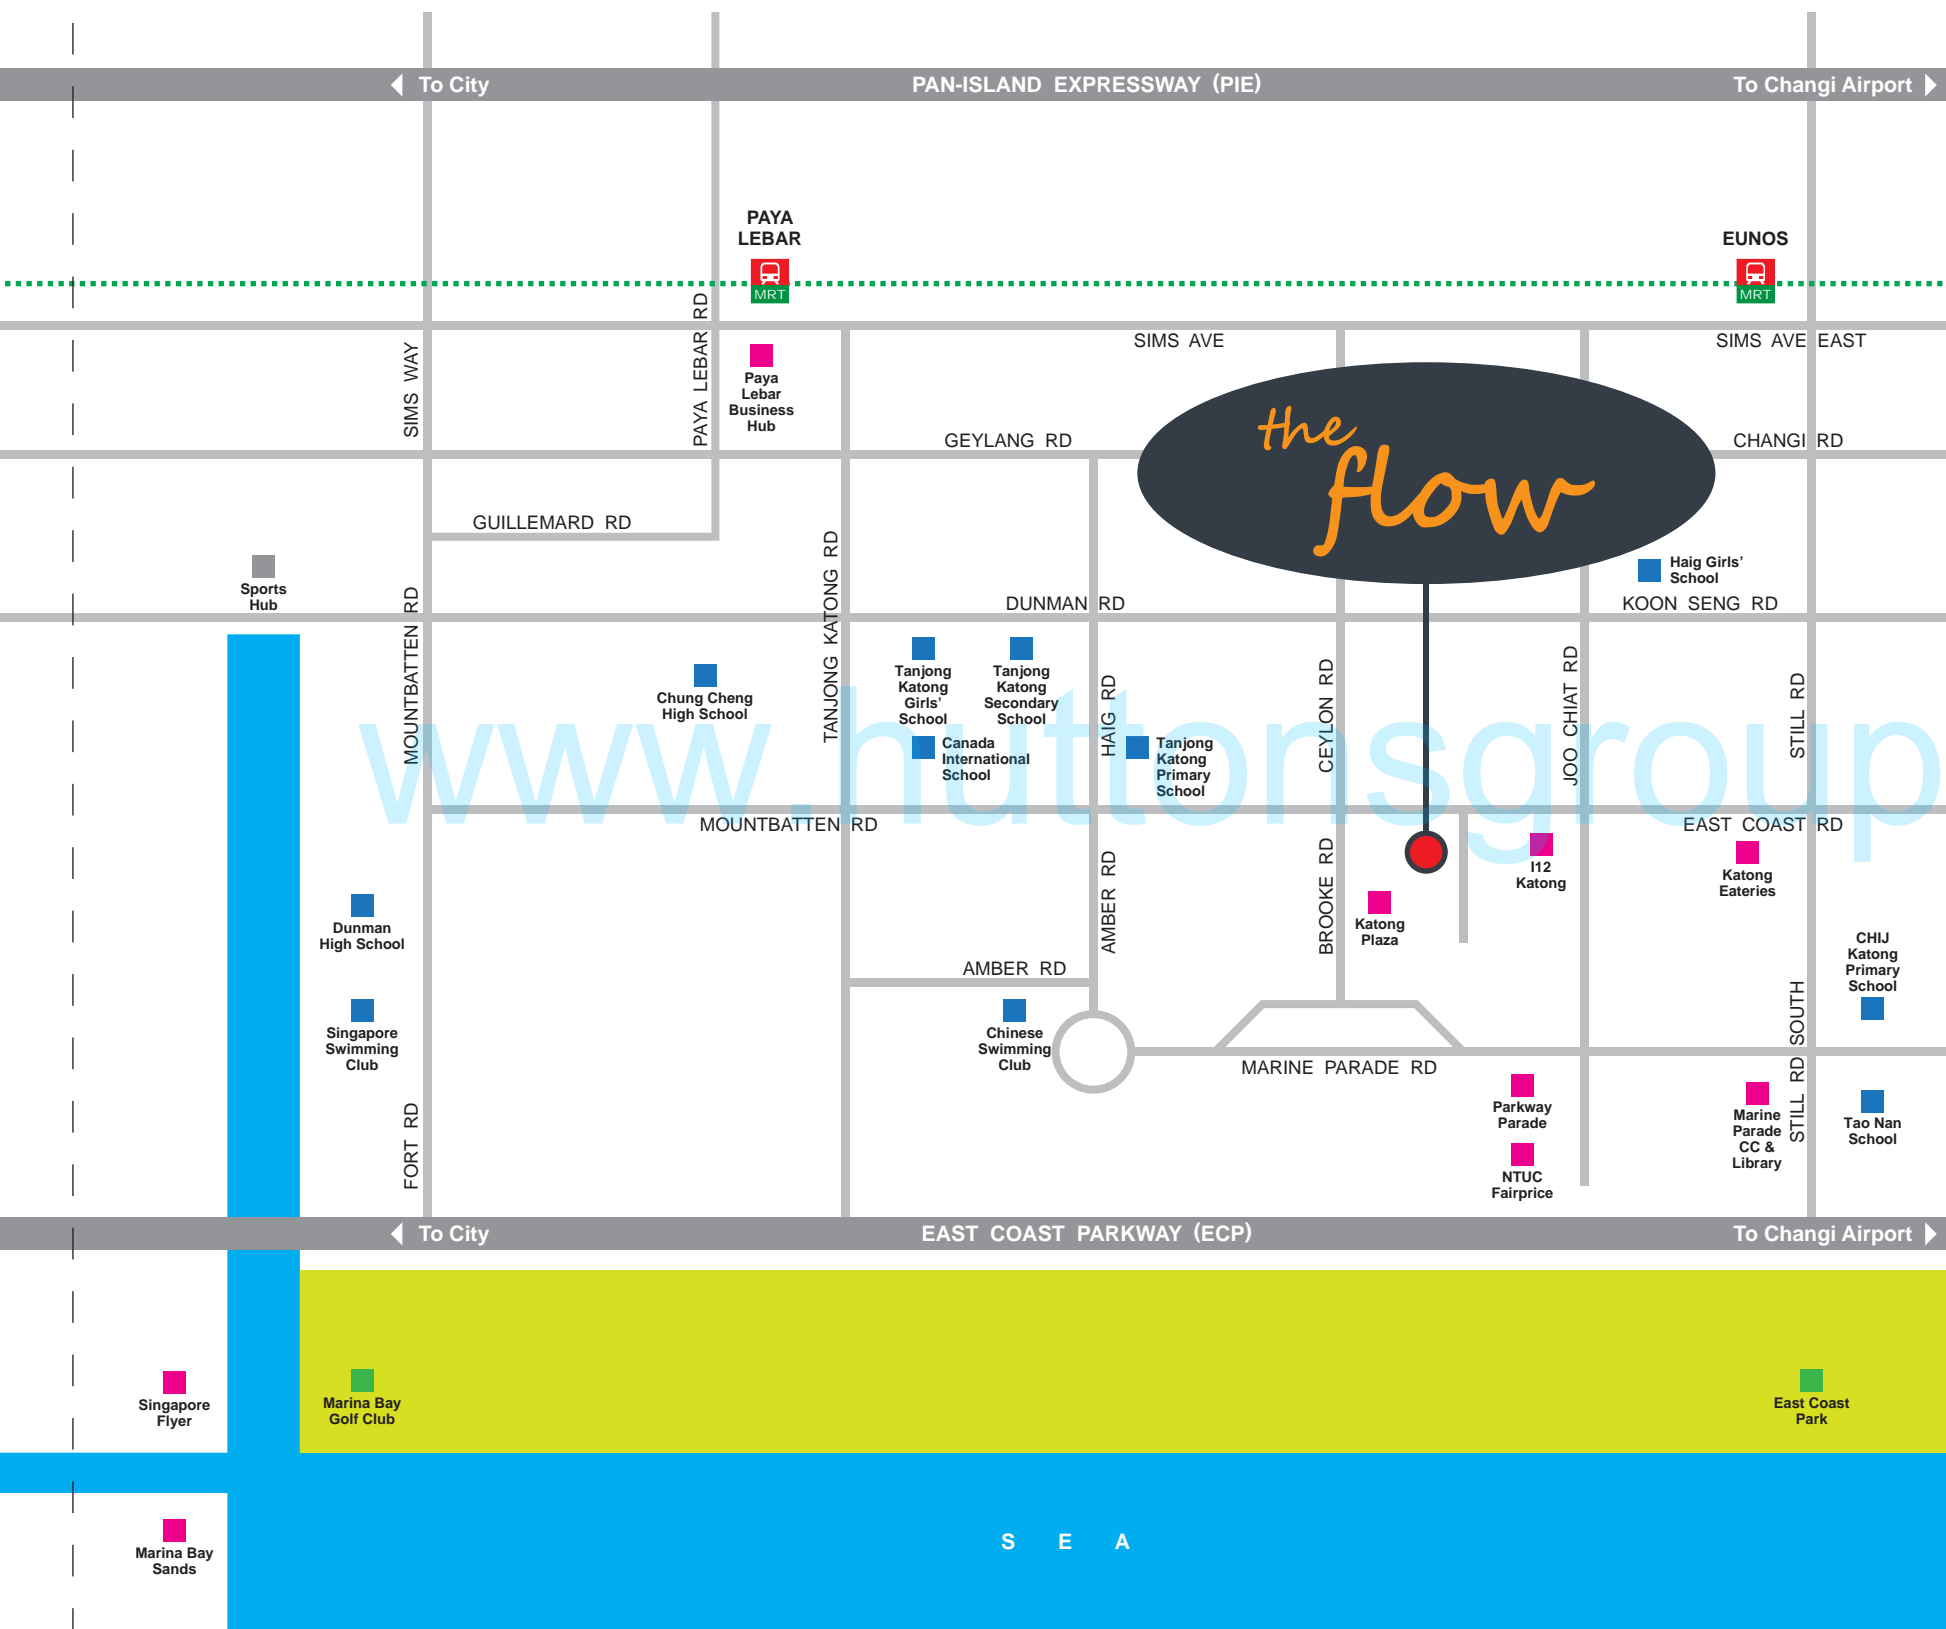 To City
PAN-ISLAND EXPRESSWAY (PIE)
To Changi Airport
PAYA
LEBAR
MRT
EUNOS
MRT
SIMS AVE
SIMS AVE EAST
SIMS WAY
PAYA LEBAR RD
Paya
Lebar
Business
Hub
the
flow
GEYLANG RD
CHANGI RD
GUILLEMARD RD
Sports
Hub
MOUNTBATTEN RD
TANJONG KATONG RD
DUNMAN RD
Haig Girls’
School
KOON SENG RD
Chung Cheng
High School
Tanjong
Katong
Girls’
School
Tanjong
Katong
Secondary
School
Canada
International
School
HAIG RD
Tanjong
Katong
Primary
School
CEYLON RD
JOO CHIAT RD
STILL RD
www.huttonsgroup
MOUNTBATTEN RD
EAST COAST RD
AMBER RD
BROOKE RD
I12
Katong
Katong
Eateries
Katong
Plaza
Dunman
High School
CHIJ
Katong
Primary
School
AMBER RD
Singapore
Swimming
Club
Chinese
Swimming
Club
STILL RD SOUTH
MARINE PARADE RD
FORT RD
Parkway
Parade
Marine
Parade
CC &
Library
Tao Nan
School
NTUC
Fairprice
To City
EAST COAST PARKWAY (ECP)
To Changi Airport
Singapore
Flyer
Marina Bay
Golf Club
East Coast
Park
SEA
Marina Bay
Sands